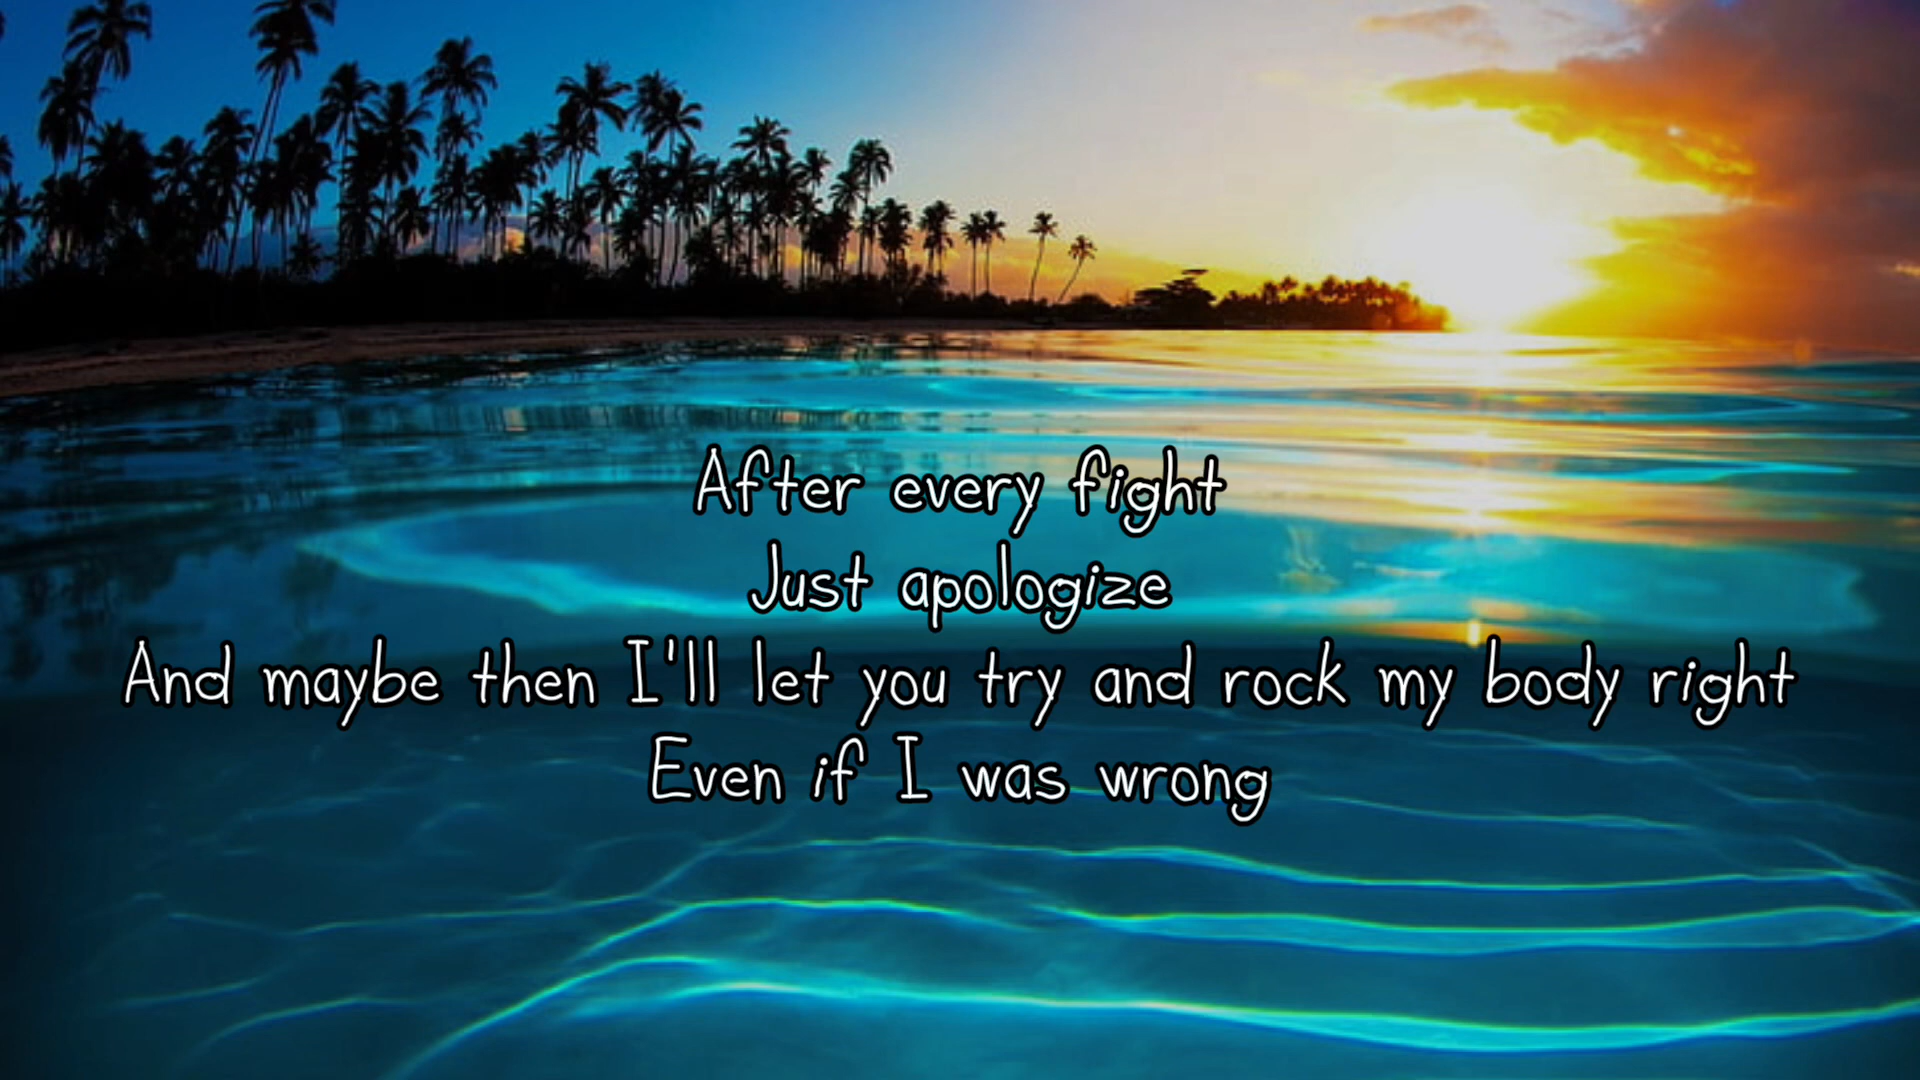 After every fight
Just apologize
And maybe then I'll let you try and rock my body right
Even if I was wrong